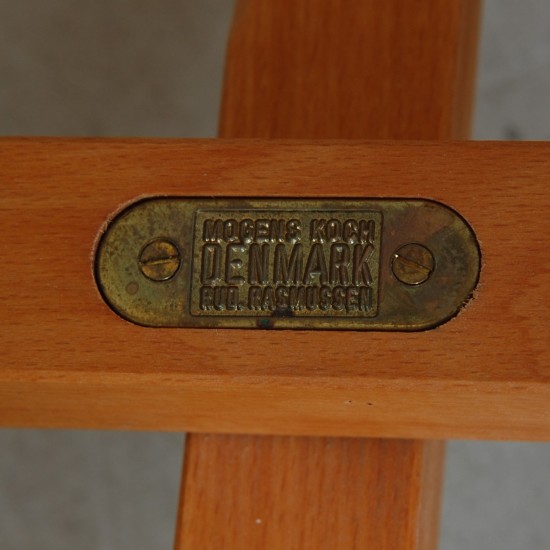 MOGENS KOCH
DENMARK
RUD. RASMUSSEN